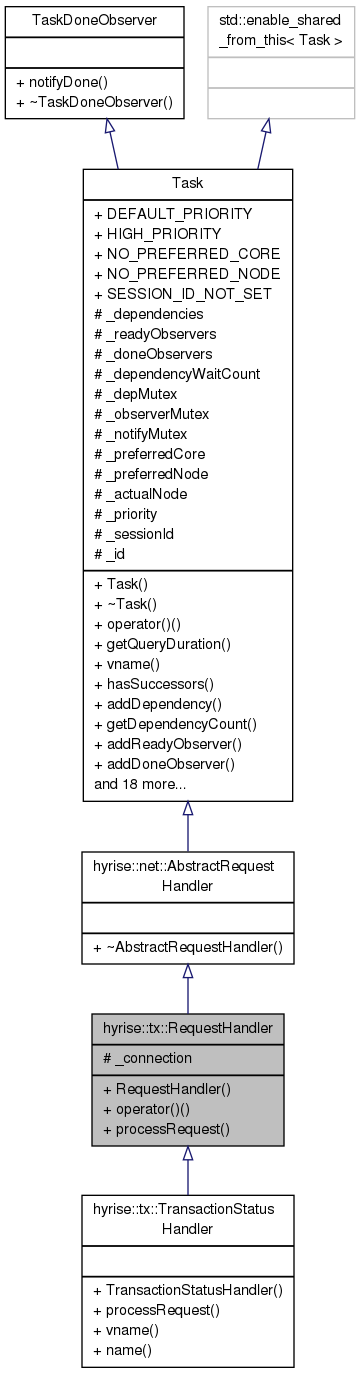 TaskDoneObserver
+ notifyDone()
+ ~TaskDoneObserver()
std::enable_shared
_from_this< Task >
Task
+ DEFAULT_PRIORITY
+ HIGH_PRIORITY
+ NO_PREFERRED_CORE
+ NO_PREFERRED_NODE
+ SESSION_ID_NOT_SET
# _dependencies
# _readyObservers
# _doneObservers
# _dependencyWaitCount
# _depMutex
# _observerMutex
# _notifyMutex
# _preferredCore
# _preferredNode
# _actualNode
# _priority
# _sessionId
# _id
+ Task()
+ ~Task()
+ operator()()
+ getQueryDuration()
+ vname()
+ hasSuccessors()
+ addDependency()
+ getDependencyCount()
+ addReadyObserver()
+ addDoneObserver()
and 18 more...
hyrise::net::AbstractRequest
Handler
+ ~AbstractRequestHandler()
hyrise::tx::RequestHandler
# _connection
+ RequestHandler()
+ operator()()
+ processRequest()
hyrise::tx::TransactionStatus
Handler
+ TransactionStatusHandler()
+ processRequest()
+ vname()
+ name()